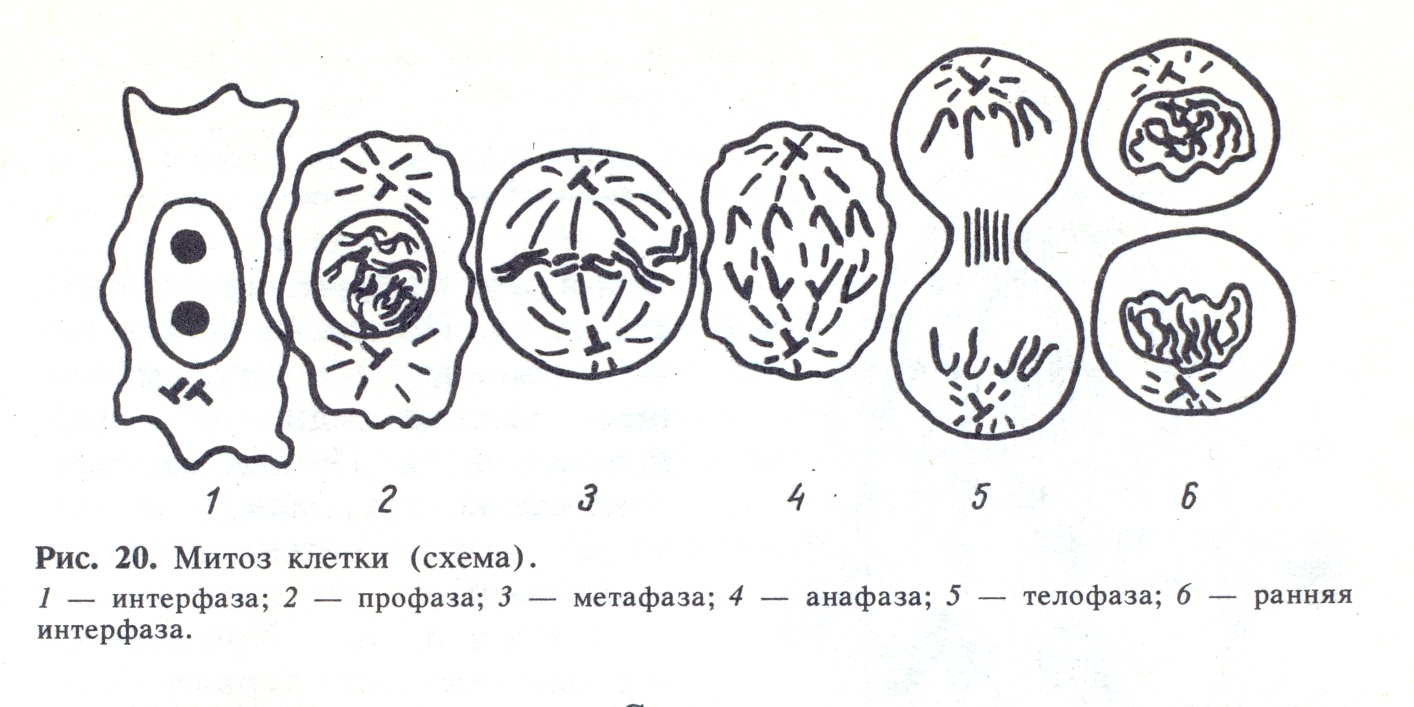 1 2 3 4 5 6
Рис. 20. Митоз клетки (схема).
1 — интерфаза; 2 — профаза; 3 — метафаза; 4 — анафаза; 5 — телофаза; 6 — ранняя
интерфаза.